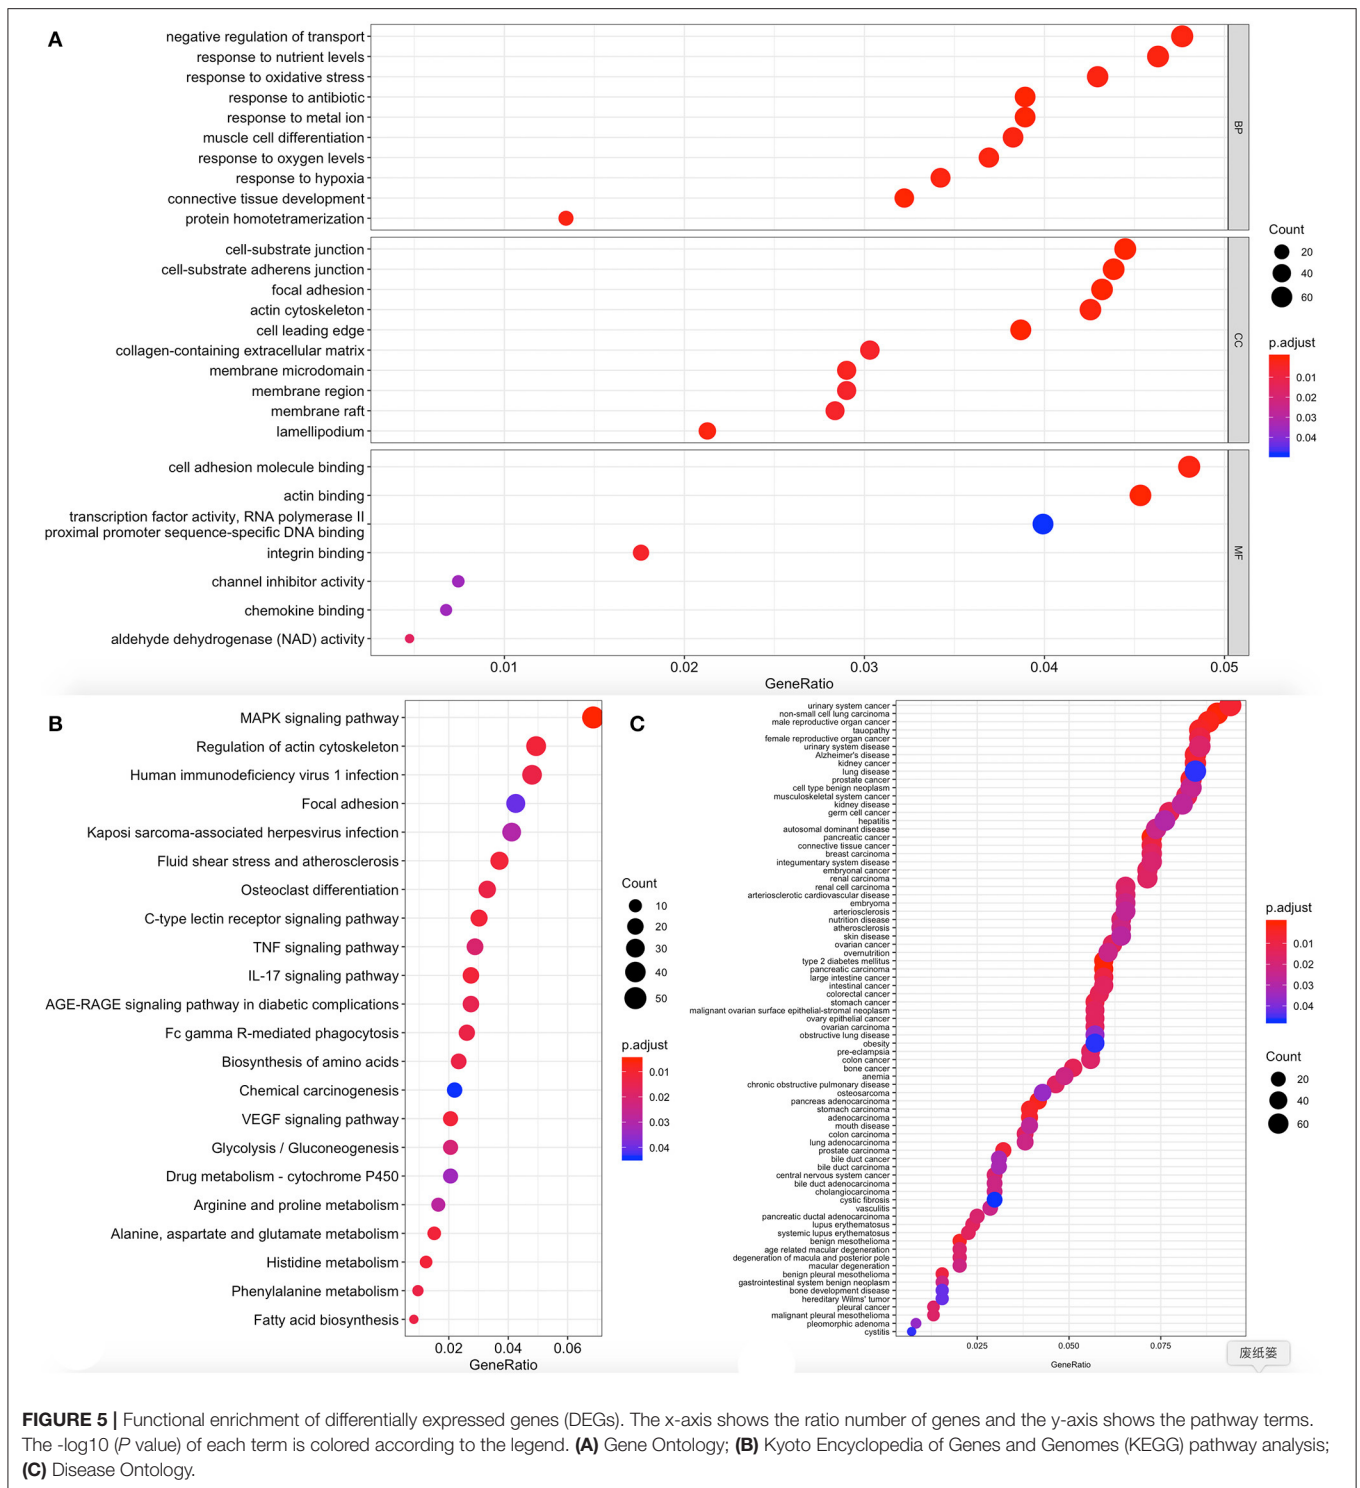 A
negative regulation of transport
response to nutrient levels
response to oxidative stress
response to antibiotic
response to metal ion
muscle cell differentiation
response to oxygen levels
response to hypoxia
connective tissue development
protein homotetramerization
BP
cell-substrate junction
cell-substrate adherens junction
focal adhesion
actin cytoskeleton
cell leading edge
collagen-containing extracellular matrix
membrane microdomain
membrane region
membrane raft
lamellipodium
CC
cell adhesion molecule binding
actin binding
transcription factor activity, RNA polymerase II
proximal promoter sequence-specific DNA binding
integrin binding
channel inhibitor activity
chemokine binding
aldehyde dehydrogenase (NAD) activity
MF
0.01 0.02 0.03 0.04 0.05
GeneRatio
Count
20
40
60
p.adjust
0.01
0.02
0.03
0.04
B
MAPK signaling pathway
Regulation of actin cytoskeleton
Human immunodeficiency virus 1 infection
Focal adhesion
Kaposi sarcoma-associated herpesvirus infection
Fluid shear stress and atherosclerosis
Osteoclast differentiation
C-type lectin receptor signaling pathway
TNF signaling pathway
IL-17 signaling pathway
AGE-RAGE signaling pathway in diabetic complications
Fc gamma R-mediated phagocytosis
Biosynthesis of amino acids
Chemical carcinogenesis
VEGF signaling pathway
Glycolysis / Gluconeogenesis
Drug metabolism - cytochrome P450
Arginine and proline metabolism
Alanine, aspartate and glutamate metabolism
Histidine metabolism
Phenylalanine metabolism
Fatty acid biosynthesis
0.02 0.04 0.06
GeneRatio
Count
10
20
30
40
50
p.adjust
0.01
0.02
0.03
0.04
C
urinary system cancer
non-small cell lung carcinoma
male reproductive organ cancer
tauopathy
female reproductive organ cancer
urinary system disease
Alzheimer's disease
kidney cancer
lung disease
prostate cancer
cell type benign neoplasm
musculoskeletal system cancer
kidney disease
germ cell cancer
hepatitis
autosomal dominant disease
pancreatic cancer
connective tissue cancer
breast carcinoma
integumentary system disease
embryonal cancer
renal carcinoma
renal cell carcinoma
arteriosclerotic cardiovascular disease
embryoma
arteriosclerosis
nutrition disease
atherosclerosis
skin disease
ovarian cancer
overnutrition
type 2 diabetes mellitus
pancreatic carcinoma
large intestine cancer
intestinal cancer
colorectal cancer
stomach cancer
malignant ovarian surface epithelial-stromal neoplasm
ovary epithelial cancer
ovarian carcinoma
obstructive lung disease
obesity
pre-eclampsia
colon cancer
bone cancer
anemia
chronic obstructive pulmonary disease
osteosarcoma
pancreas adenocarcinoma
stomach carcinoma
adenocarcinoma
mouth disease
colon carcinoma
lung adenocarcinoma
prostate carcinoma
bile duct cancer
bile duct carcinoma
central nervous system cancer
bile duct adenocarcinoma
cholangiocarcinoma
cystic fibrosis
vasculitis
pancreatic ductal adenocarcinoma
lupus erythematosus
systemic lupus erythematosus
benign mesothelioma
age related macular degeneration
degeneration of macula and posterior pole
macular degeneration
benign pleural mesothelioma
gastrointestinal system benign neoplasm
bone development disease
hereditary Wilms' tumor
pleural cancer
malignant pleural mesothelioma
pleomorphic adenoma
cystitis
0.025 0.050 0.075
GeneRatio
p.adjust
0.01
0.02
0.03
0.04
Count
20
40
60
废纸篓
FIGURE 5 | Functional enrichment of differentially expressed genes (DEGs). The x-axis shows the ratio number of genes and the y-axis shows the pathway terms.
The -log10 (P value) of each term is colored according to the legend. (A) Gene Ontology; (B) Kyoto Encyclopedia of Genes and Genomes (KEGG) pathway analysis;
(C) Disease Ontology.